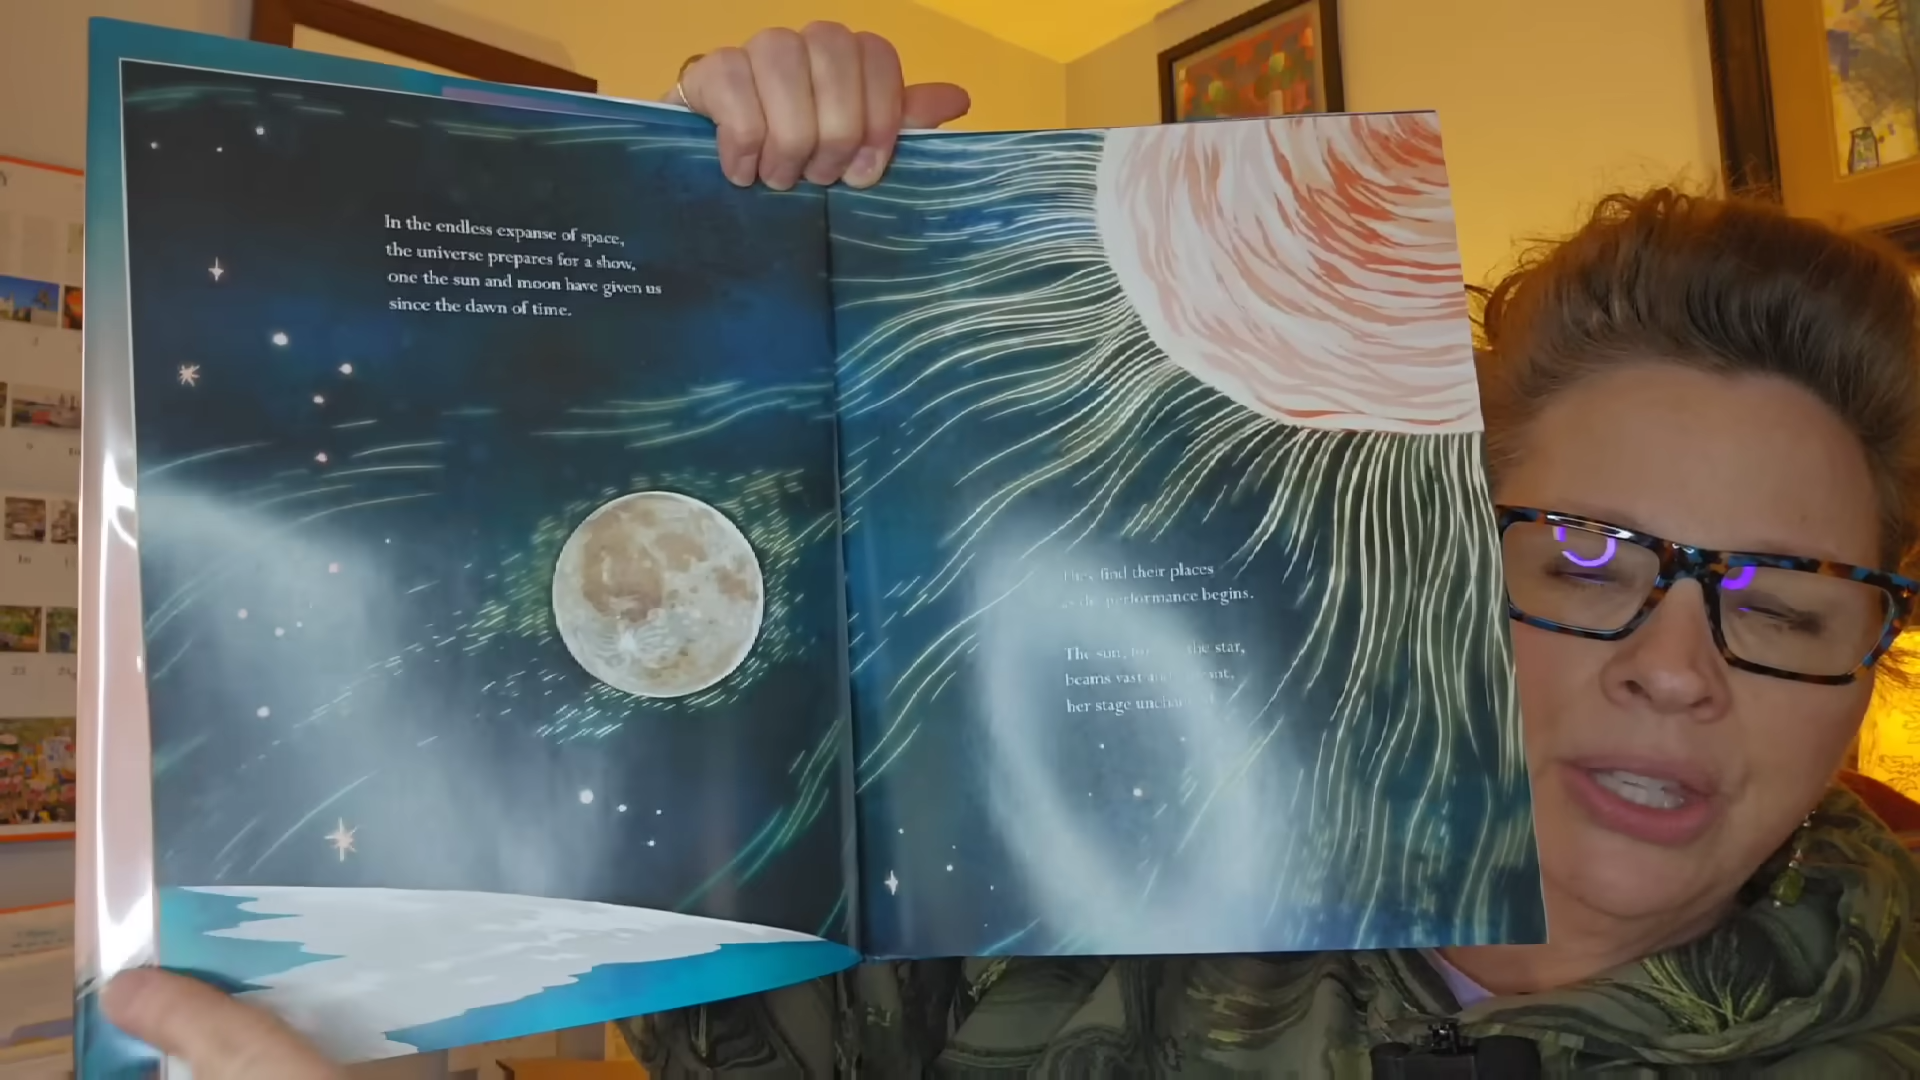 In the endless expanse of space,
the universe prepares for a show,
one the sun and moon have given us
since the dawn of time.
They find their places
as the performance begins.
The sun, the star,
beams vast and
her stage